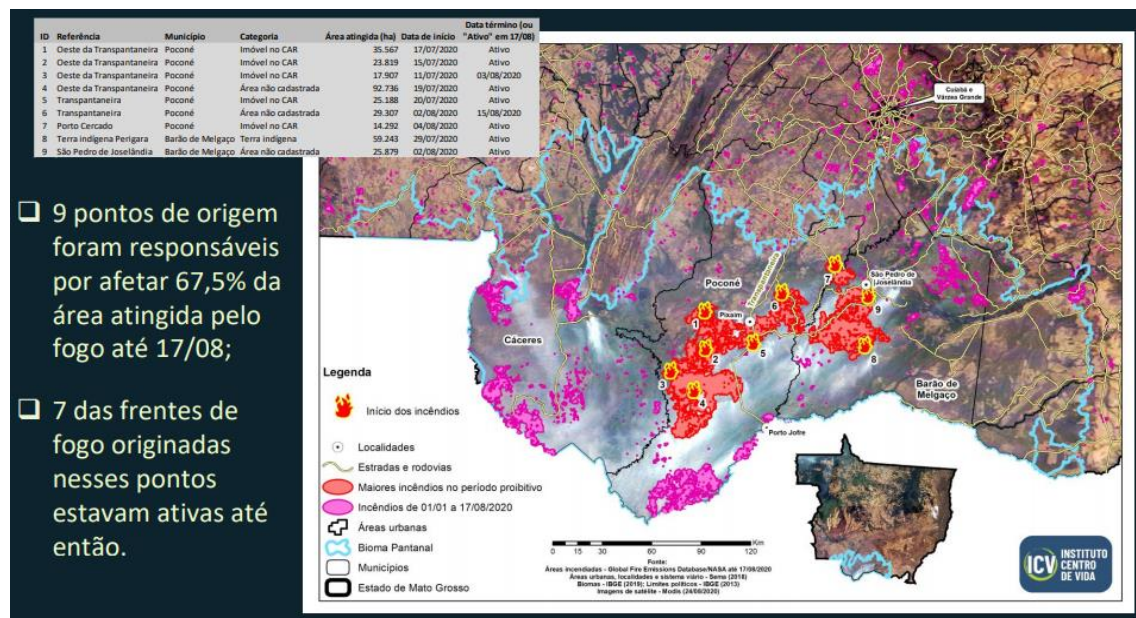 Data término (ou
ID Referência Município Categoria Área atingida (ha) Data de início "Ativo" em 17/08)
1 Oeste da Transpantaneira Poconé Imóvel no CAR 35.567 17/07/2020 Ativo
2 Oeste da Transpantaneira Poconé Imóvel no CAR 23.819 15/07/2020 Ativo
3 Oeste da Transpantaneira Poconé Imóvel no CAR 17.907 11/07/2020 03/08/2020
4 Oeste da Transpantaneira Poconé Área não cadastrada 92.736 19/07/2020 Ativo
5 Transpantaneira Poconé Imóvel no CAR 25.188 20/07/2020 Ativo
6 Transpantaneira Poconé Área não cadastrada 29.307 02/08/2020 15/08/2020
7 Porto Cercado Poconé Imóvel no CAR 14.292 04/08/2020 Ativo
8 Terra indígena Perigara Barão de Melgaço Terra indígena 59.243 29/07/2020 Ativo
9 São Pedro de Joselândia Barão de Melgaço Área não cadastrada 25.879 02/08/2020 Ativo
9 pontos de origem
foram responsáveis
por afetar 67,5% da
área atingida pelo
fogo até 17/08;
7 das frentes de
fogo originadas
nesses pontos
estavam ativas até
então.
Cuiabá e
Várzea Grande
Poconé
Transpantaneira
São Pedro de
Joselândia
Pixaim
Cáceres
Barão de
Melgaço
Porto Jofre
1
2
3
4
5
6
7
8
9
Legenda
Início dos incêndios
Localidades
Estradas e rodovias
Maiores incêndios no período proibitivo
Incêndios de 01/01 a 17/08/2020
Áreas urbanas
Bioma Pantanal
Municípios
Estado de Mato Grosso
0 15 30 60 90 120 Km
Fonte:
Áreas incendiadas - Global Fire Emissions Database/NASA até 17/08/2020
Áreas urbanas, localidades e sistema viário - Sema (2018)
Biomas - IBGE (2019); Limites políticos - IBGE (2013)
Imagens de satélite - Modis (24/08/2020)
ICV INSTITUTO
CENTRO
DE VIDA